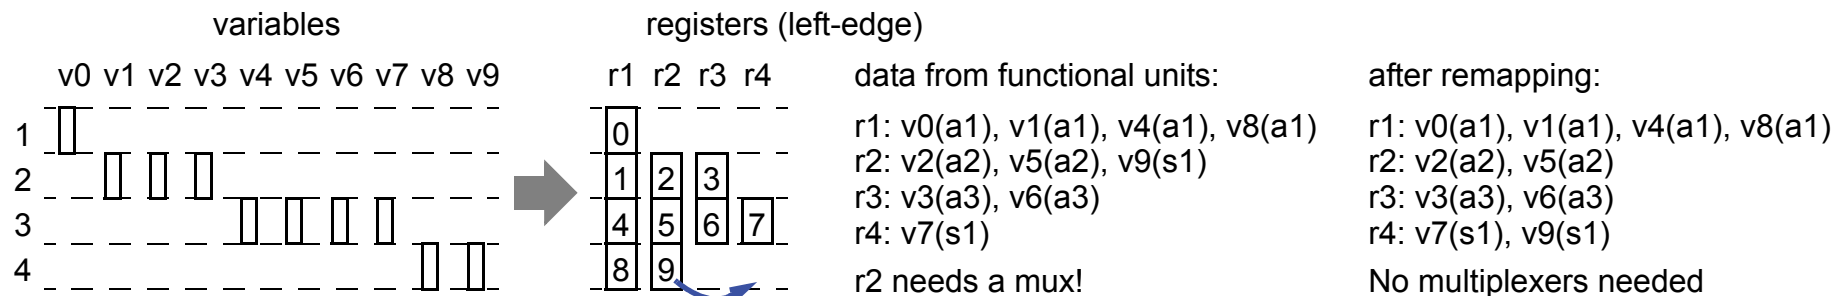 variables
registers (left-edge)
v0 v1 v2 v3 v4 v5 v6 v7 v8 v9
r1 r2 r3 r4
data from functional units:
after remapping:
1
0
r1: v0(a1), v1(a1), v4(a1), v8(a1)
r1: v0(a1), v1(a1), v4(a1), v8(a1)
2
1 2 3
r2: v2(a2), v5(a2), v9(s1)
r2: v2(a2), v5(a2)
r3: v3(a3), v6(a3)
r3: v3(a3), v6(a3)
3
4 5 6 7
r4: v7(s1)
r4: v7(s1), v9(s1)
4
8 9
r2 needs a mux!
No multiplexers needed